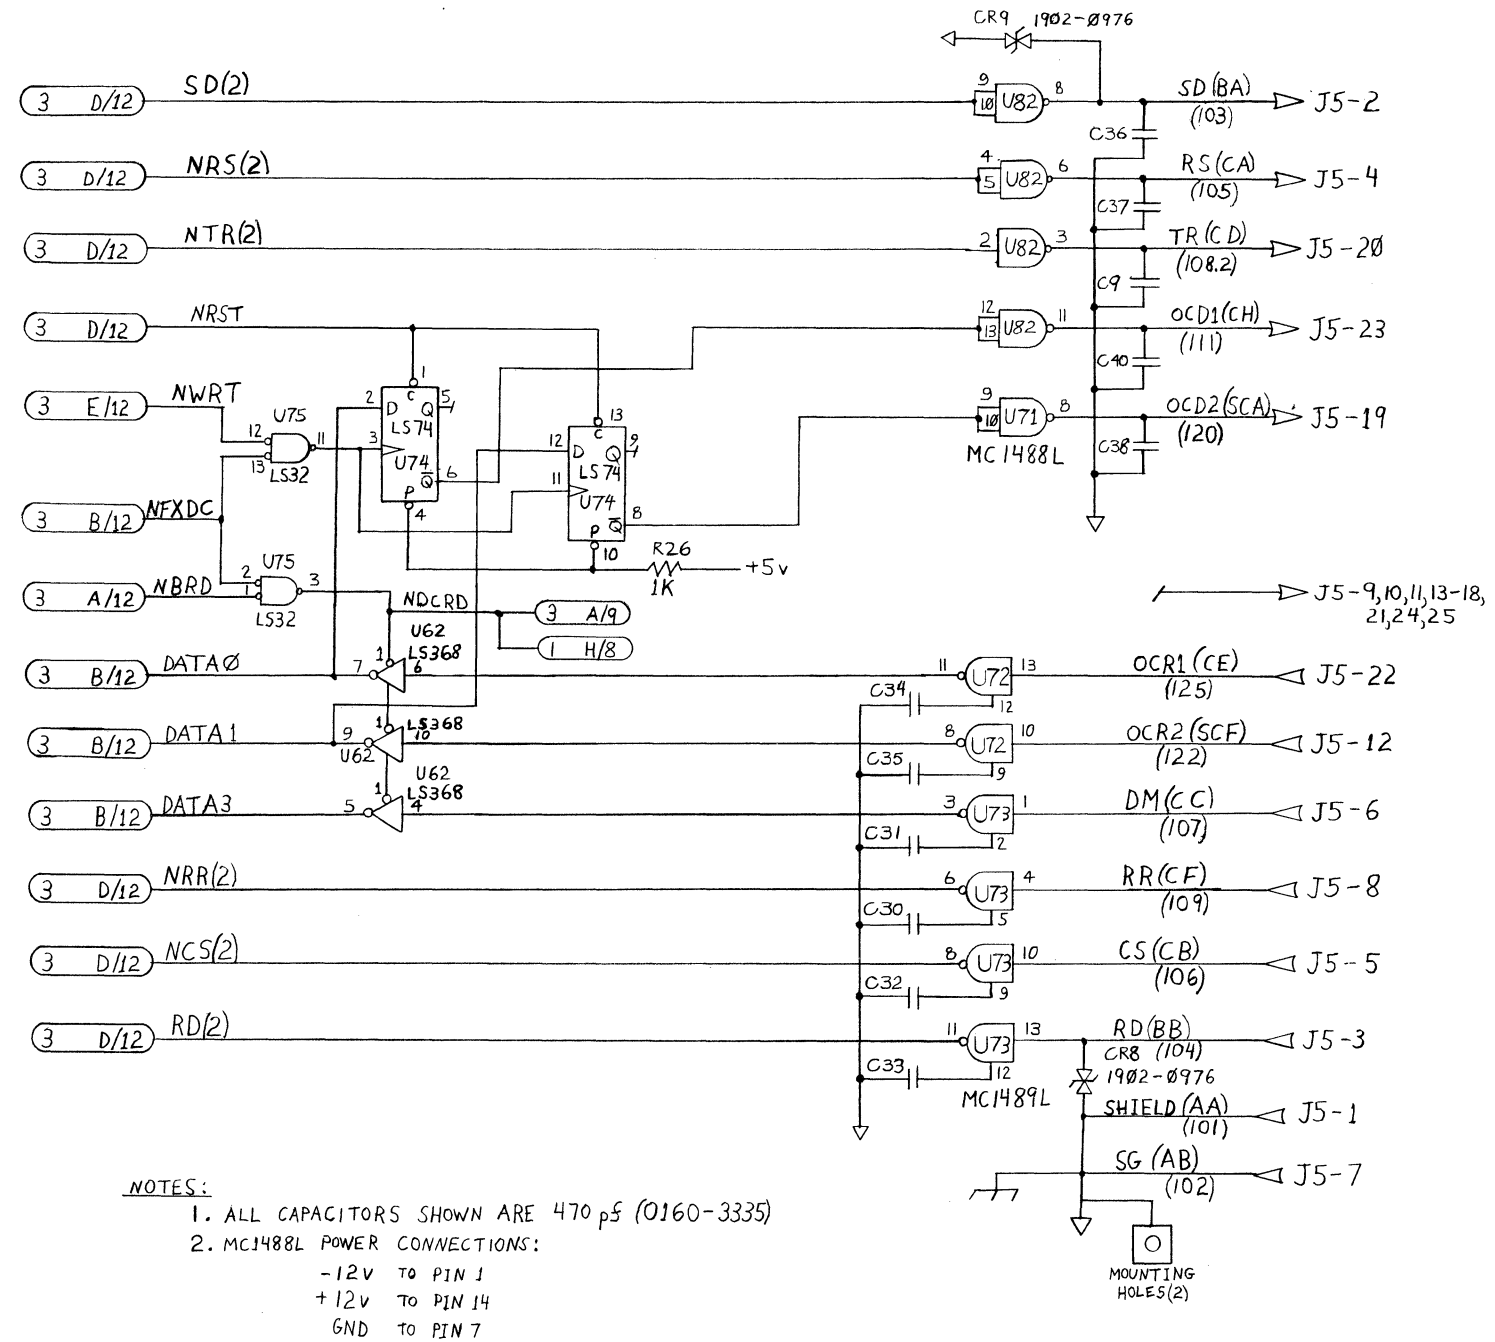 CR9 1902-0976
3 D/12 SD(2) 9 10 U82 8 SD(BA) (103) J5-2
C36
3 D/12 NRS(2) 4 5 U82 6 RS(CA) (105) J5-4
C37
3 D/12 NTR(2) 2 U82 3 TR(CD) (108.2) J5-20
C9
3 D/12 NRST 12 13 U82 11 OCD1(CH) (111) J5-23
C40
3 E/12 NWRT 9 10 U71 8 OCD2(SCA) (120) J5-19
MC1488L
C38
U75 12 13 11 LS32
1 C 2 D Q 5 LS74 3 U74 Q 6 P 4
13 C 12 D Q 9 LS74 11 U74 Q 8 P 10
3 B/12 NFXDC
R26 1K +5V
U75 2 1 3 LS32
3 A/12 NBRD
NDCRD 3 A/9
1 H/8
J5-9,10,11,13-18,
21,24,25
U62
LS368
3 B/12 DATA0 7 1 6 11 U72 13 12 OCR1(CE) (125) J5-22
C34
LS368
3 B/12 DATA1 9 1 10 U62 8 U72 10 9 OCR2(SCF) (122) J5-12
C35
U62
LS368
3 B/12 DATA3 5 1 4 3 U73 1 2 DM(CC) (107) J5-6
C31
3 D/12 NRR(2) 6 U73 4 5 RR(CF) (109) J5-8
C30
3 D/12 NCS(2) 8 U73 10 9 CS(CB) (106) J5-5
C32
3 D/12 RD(2) 11 U73 13 12 RD(BB) (104) J5-3
C33
MC1489L
CR8 1902-0976
SHIELD(AA) (101) J5-1
SG(AB) (102) J5-7
MOUNTING
HOLES(2)
NOTES:
1. ALL CAPACITORS SHOWN ARE 470 pf (0160-3335)
2. MC1488L POWER CONNECTIONS:
-12V TO PIN 1
+12V TO PIN 14
GND TO PIN 7